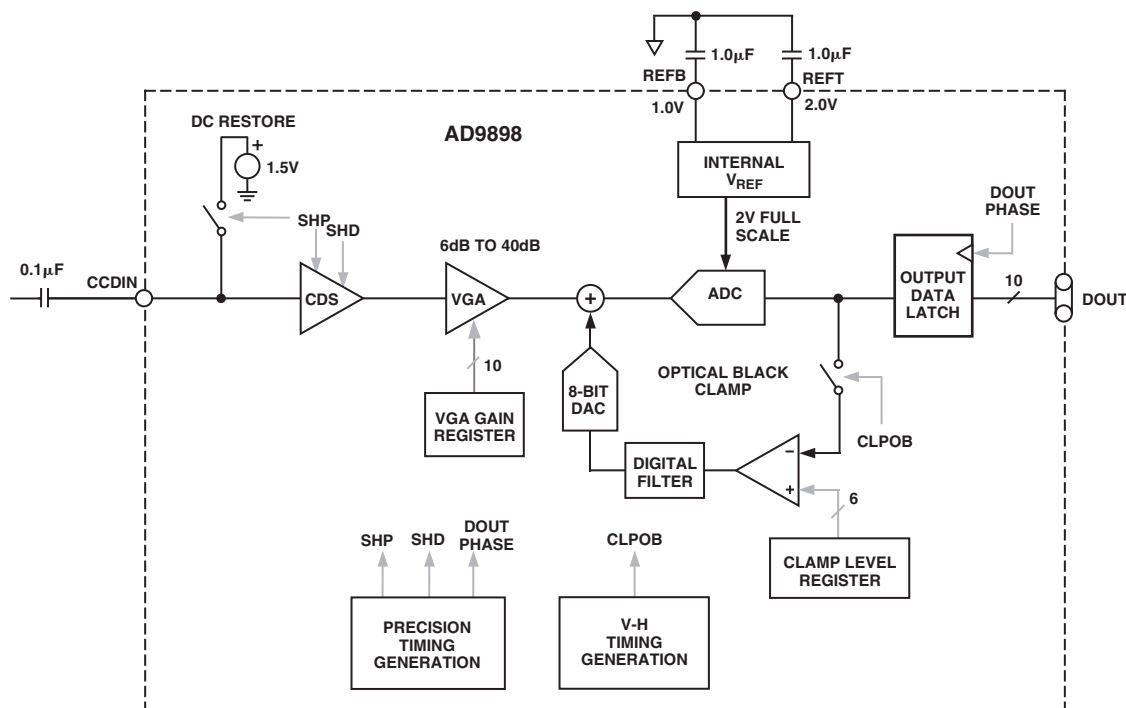 1.0µF
1.0µF
REFB
REFT
1.0V
2.0V
DC RESTORE
+
1.5V
AD9898
INTERNAL
VREF
DOUT
PHASE
SHP
SHD
2V FULL
SCALE
6dB TO 40dB
0.1µF
CCDIN
CDS
VGA
+
ADC
OUTPUT
DATA
LATCH
10
DOUT
10
8-BIT
DAC
OPTICAL BLACK
CLAMP
VGA GAIN
REGISTER
CLPOB
DIGITAL
FILTER
–
+
6
SHP
SHD
DOUT
PHASE
CLPOB
CLAMP LEVEL
REGISTER
PRECISION
TIMING
GENERATION
V-H
TIMING
GENERATION